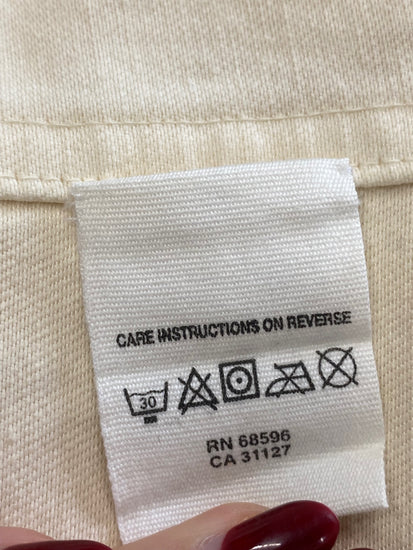 CARE INSTRUCTIONS ON REVERSE
30
RN 68596
CA 31127